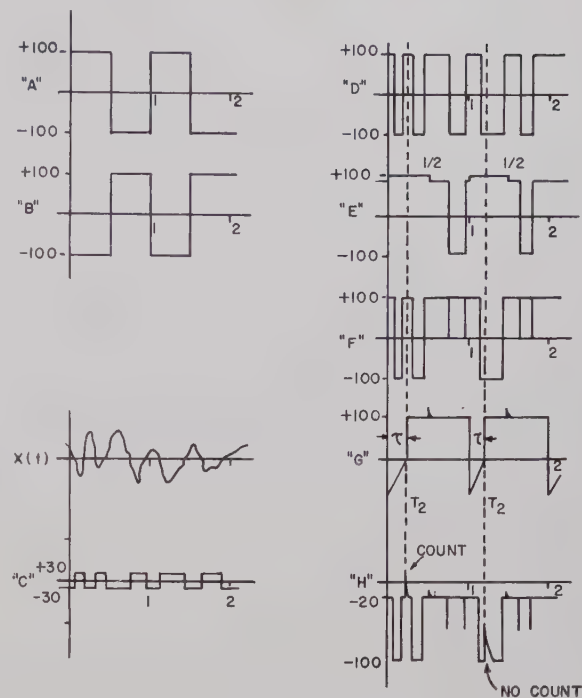 +100
"A"
1
2
-100
+100
"B"
1
2
-100
X(t)
+30
"C"
-30
1
2
+100
"D"
1
2
-100
1/2
1/2
+100
"E"
1
2
-100
+100
"F"
1
2
-100
+100
τ
τ
"G"
2
T2
T2
COUNT
"H"
1
2
-20
-100
NO COUNT